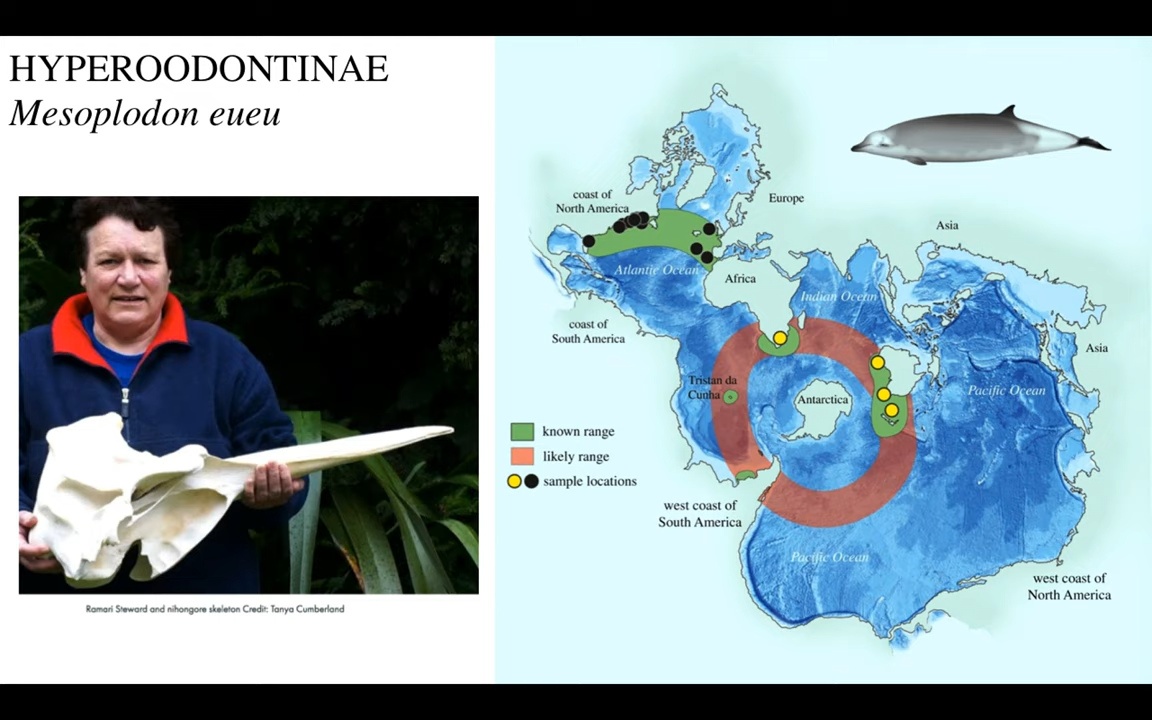 HYPEROODONTINAE
Mesoplodon eueu
Ramari Steward and nihongore skeleton Credit: Tanya Cumberland
coast of
North America
Europe
Asia
Atlantic Ocean
Africa
Indian Ocean
coast of
South America
Asia
Tristan da
Cunha
Antarctica
Pacific Ocean
known range
likely range
sample locations
west coast of
South America
Pacific Ocean
west coast of
North America